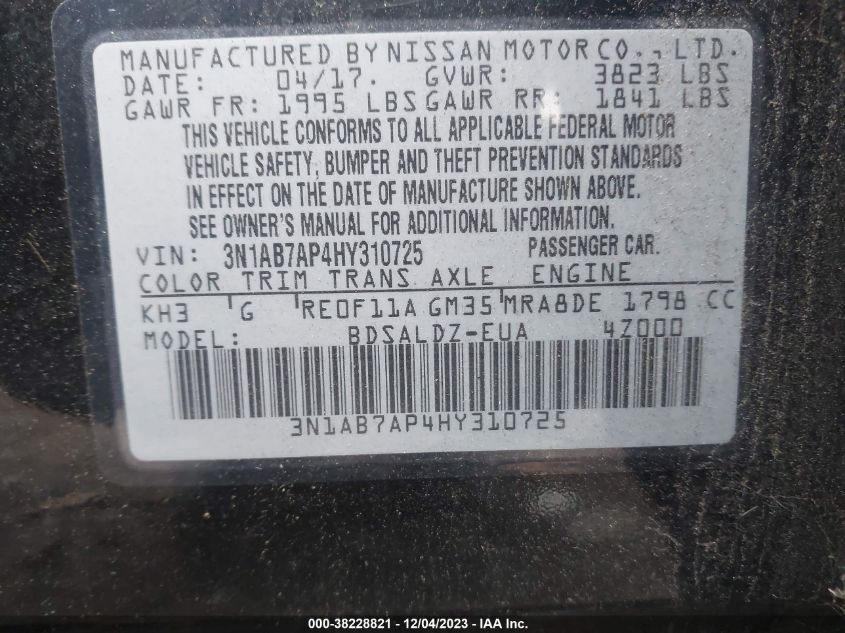 MANUFACTURED BY NISSAN MOTOR CO., LTD.
DATE: 04/17. GVWR: 3823 LBS
GAWR FR: 1995 LBS GAWR RR: 1841 LBS
THIS VEHICLE CONFORMS TO ALL APPLICABLE FEDERAL MOTOR
VEHICLE SAFETY, BUMPER AND THEFT PREVENTION STANDARDS
IN EFFECT ON THE DATE OF MANUFACTURE SHOWN ABOVE.
SEE OWNER'S MANUAL FOR ADDITIONAL INFORMATION.
VIN: 3N1AB7AP4HY310725 PASSENGER CAR.
COLOR TRIM TRANS AXLE ENGINE
KH3 G RE0F11A GM35 MRA8DE 1798 CC
MODEL: BDSALDZ-EUA 4Z000
3N1AB7AP4HY310725
000-38228821 - 12/04/2023 - IAAI.com